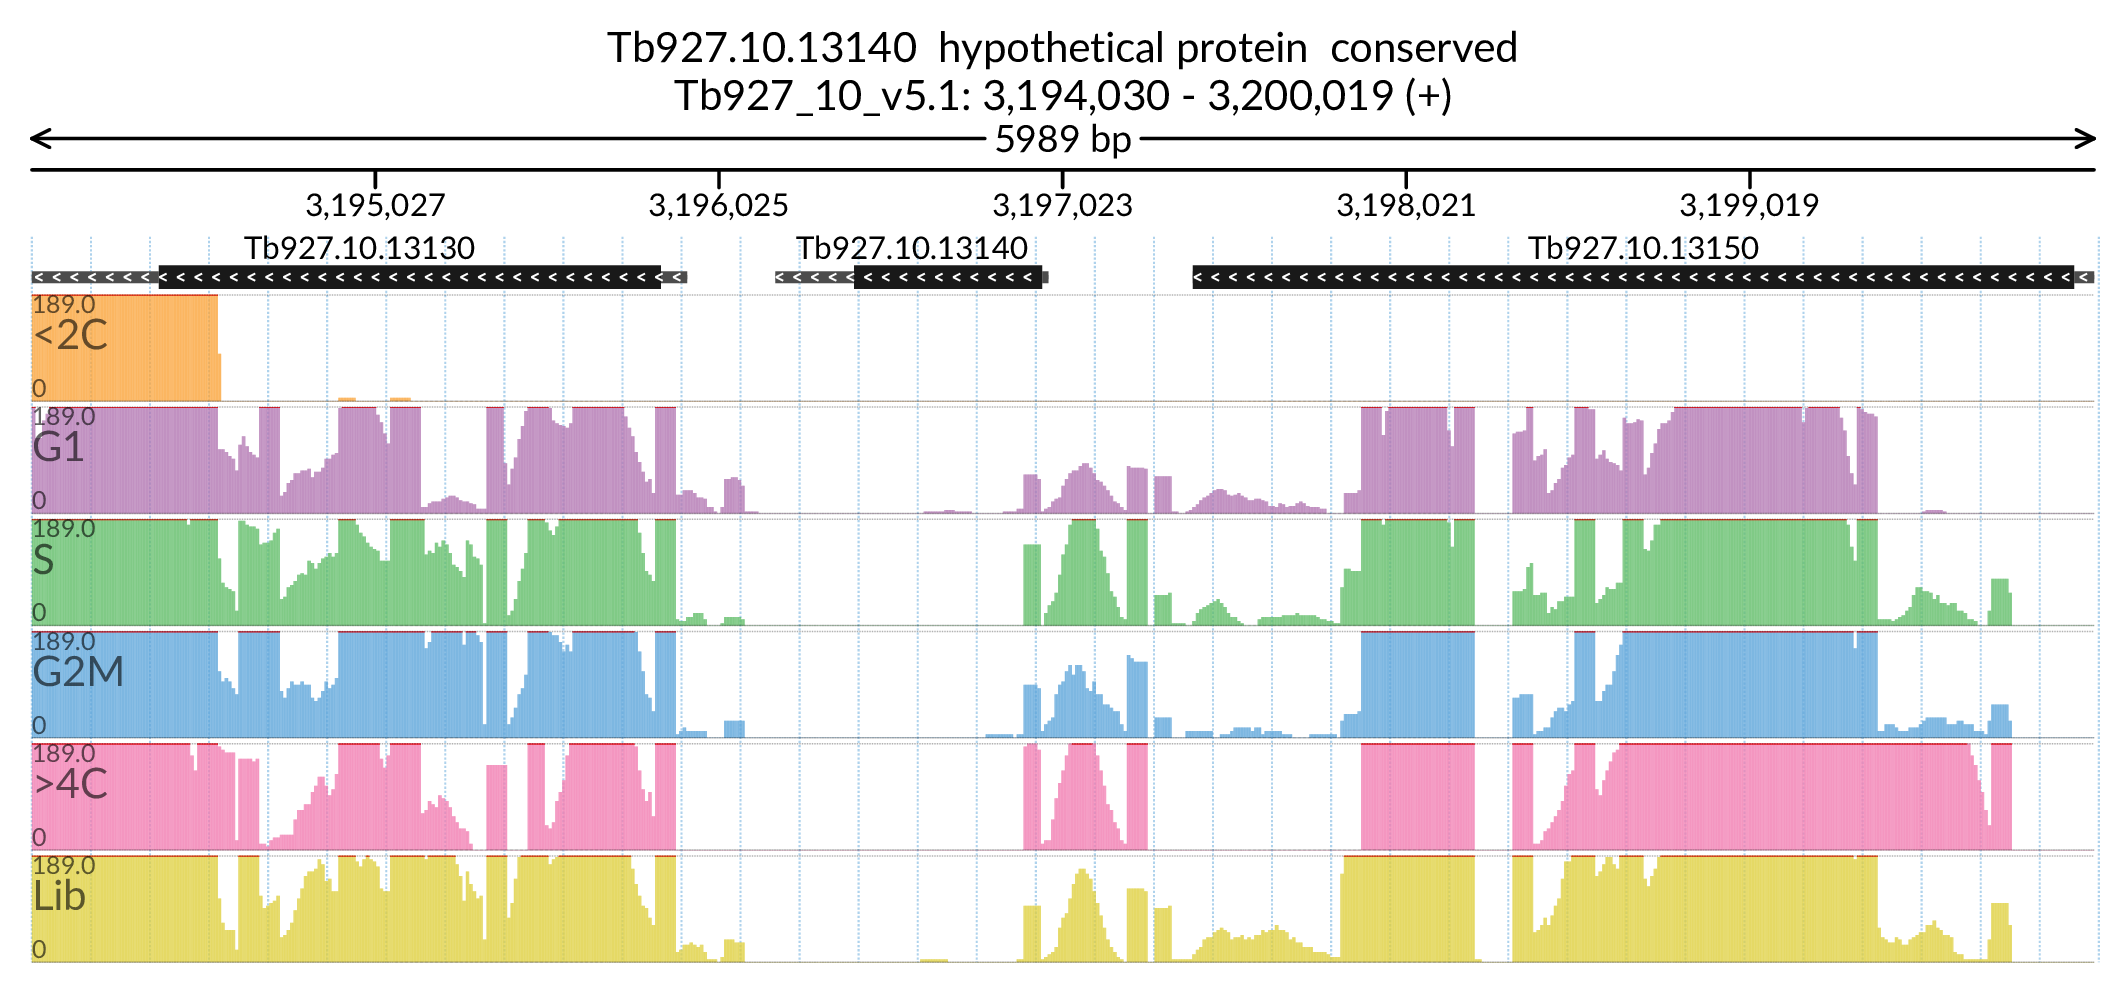 Tb927.10.13140  hypothetical protein  conserved
Tb927_10_v5.1: 3,194,030 - 3,200,019 (+)
5989 bp
3,195,027 3,196,025 3,197,023 3,198,021 3,199,019
Tb927.10.13130 Tb927.10.13140 Tb927.10.13150
189.0
<2C
0
189.0
G1
0
189.0
S
0
189.0
G2M
0
189.0
>4C
0
189.0
Lib
0